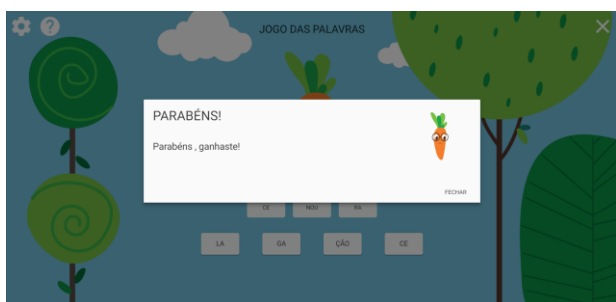 JOGO DAS PALAVRAS
PARABÉNS!
Parabéns , ganhaste!
FECHAR
CE NOU RA
LA GA ÇÃO CE